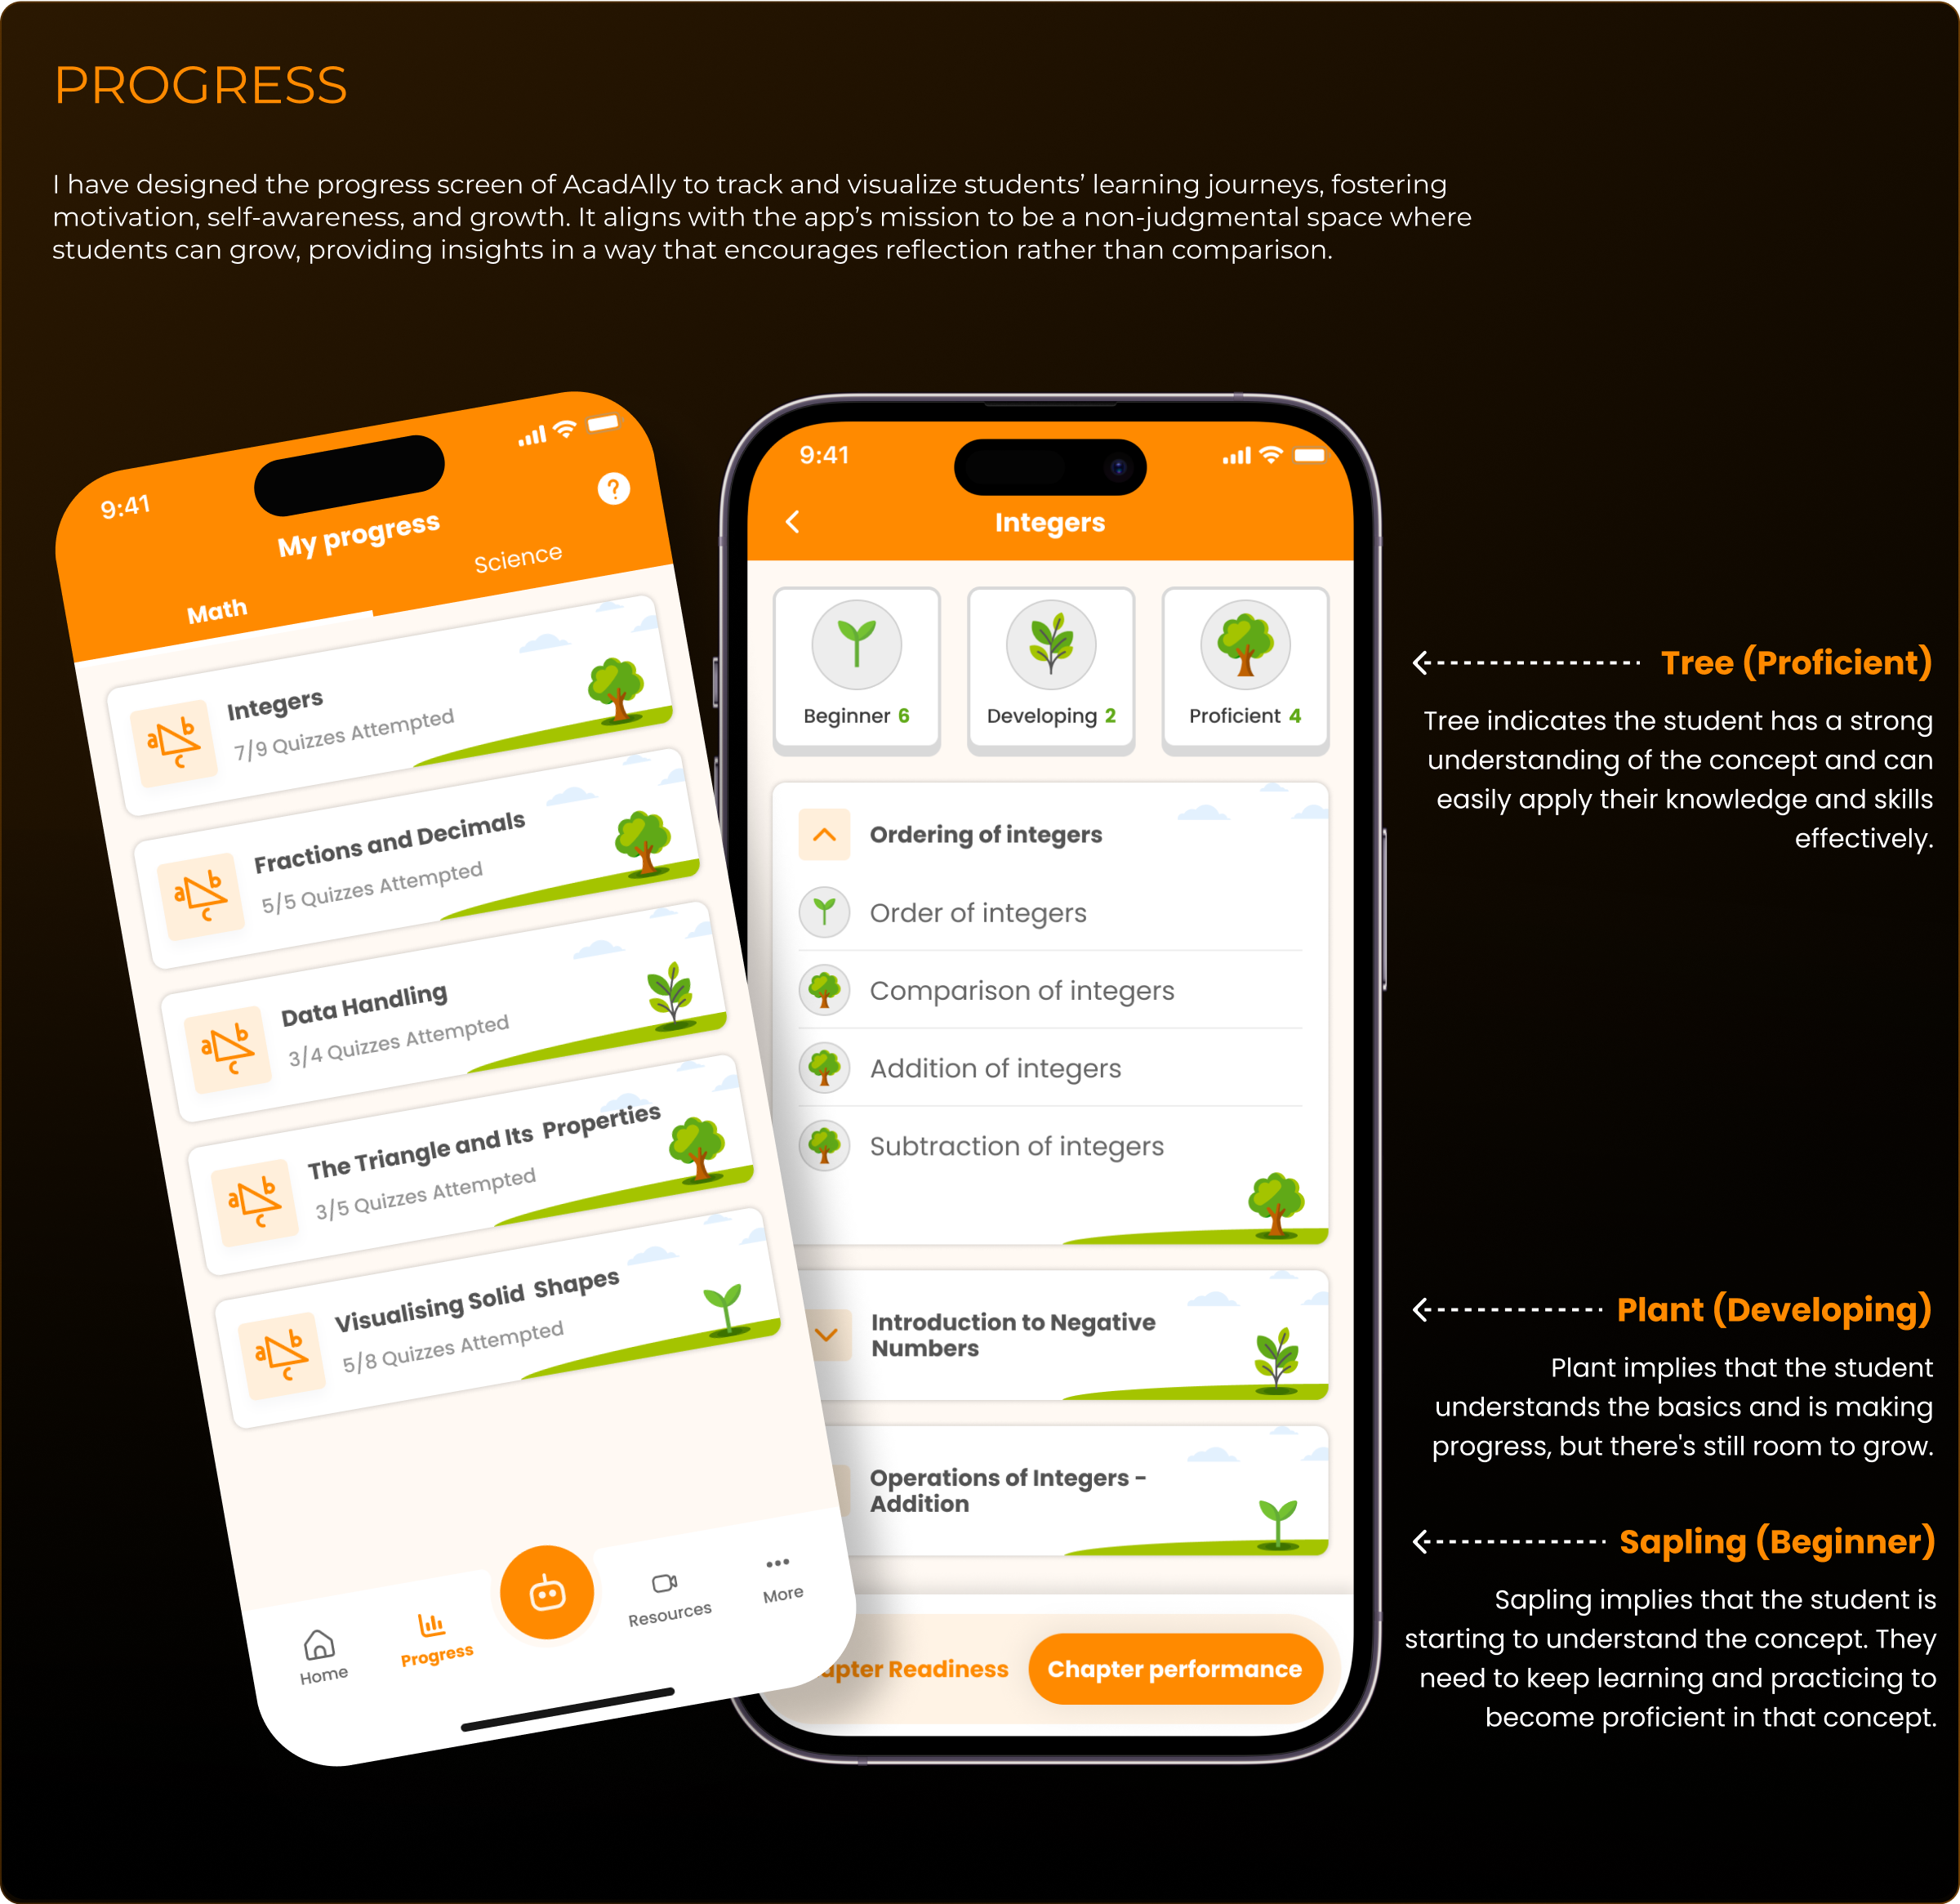 PROGRESS
I have designed the progress screen of AcadAlly to track and visualize students’ learning journeys, fostering
motivation, self-awareness, and growth. It aligns with the app’s mission to be a non-judgmental space where
students can grow, providing insights in a way that encourages reflection rather than comparison.
9:41
My progress
?
Math
Science
Integers
7/9 Quizzes Attempted
Fractions and Decimals
5/5 Quizzes Attempted
Data Handling
3/4 Quizzes Attempted
The Triangle and Its Properties
3/5 Quizzes Attempted
Visualising Solid Shapes
5/8 Quizzes Attempted
a b c
a b c
a b c
a b c
a b c
Home
Progress
Resources
More
9:41
Integers
Beginner 6
Developing 2
Proficient 4
Ordering of integers
Order of integers
Comparison of integers
Addition of integers
Subtraction of integers
Introduction to Negative
Numbers
Operations of Integers -
Addition
Readiness
Chapter performance
Tree (Proficient)
Tree indicates the student has a strong
understanding of the concept and can
easily apply their knowledge and skills
effectively.
Plant (Developing)
Plant implies that the student
understands the basics and is making
progress, but there's still room to grow.
Sapling (Beginner)
Sapling implies that the student is
starting to understand the concept. They
need to keep learning and practicing to
become proficient in that concept.